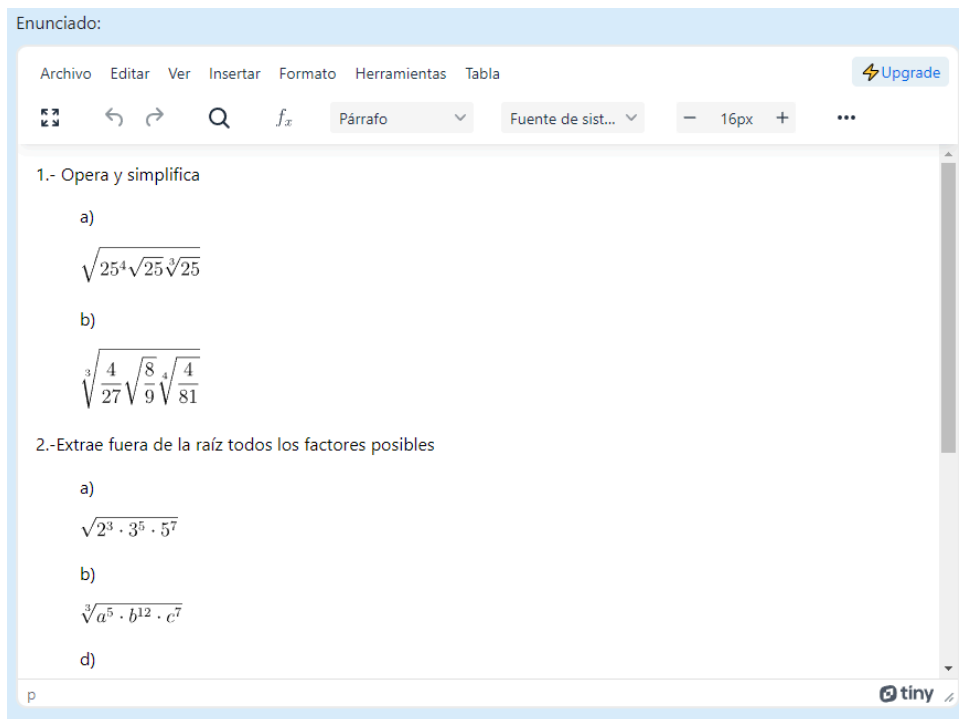 Enunciado:
Archivo Editar Ver Insertar Formato Herramientas Tabla ⚡Upgrade
fx Párrafo Fuente de sist... − 16px + ...
1.- Opera y simplifica
a)
√(25⁴√25 ∛25)
b)
∛(4/27 √(8/9 ∜(4/81)))
2.-Extrae fuera de la raíz todos los factores posibles
a)
√(2³ · 3⁵ · 5⁷)
b)
∛(a⁵ · b¹² · c⁷)
d)
p tiny